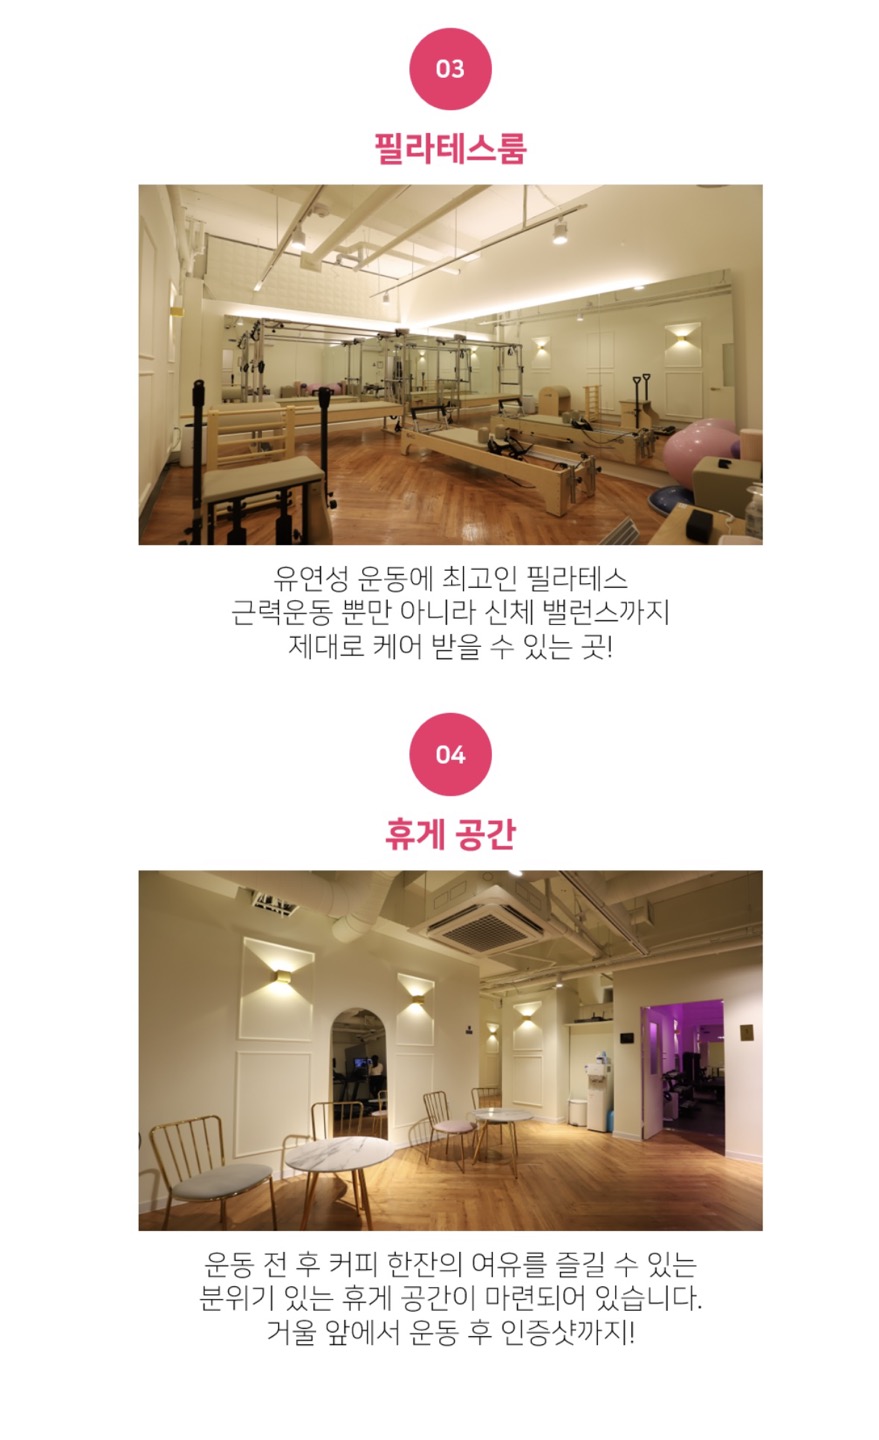 03
필라테스룸
유연성 운동에 최고인 필라테스
근력운동 뿐만 아니라 신체 밸런스까지
제대로 케어 받을 수 있는 곳!
04
휴게 공간
운동 전 후 커피 한잔의 여유를 즐길 수 있는
분위기 있는 휴게 공간이 마련되어 있습니다.
거울 앞에서 운동 후 인증샷까지!